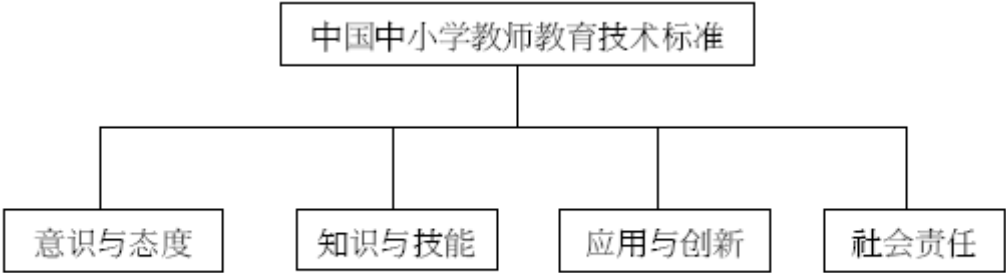 中国中小学教师教育技术标准
意识与态度
知识与技能
应用与创新
社会责任